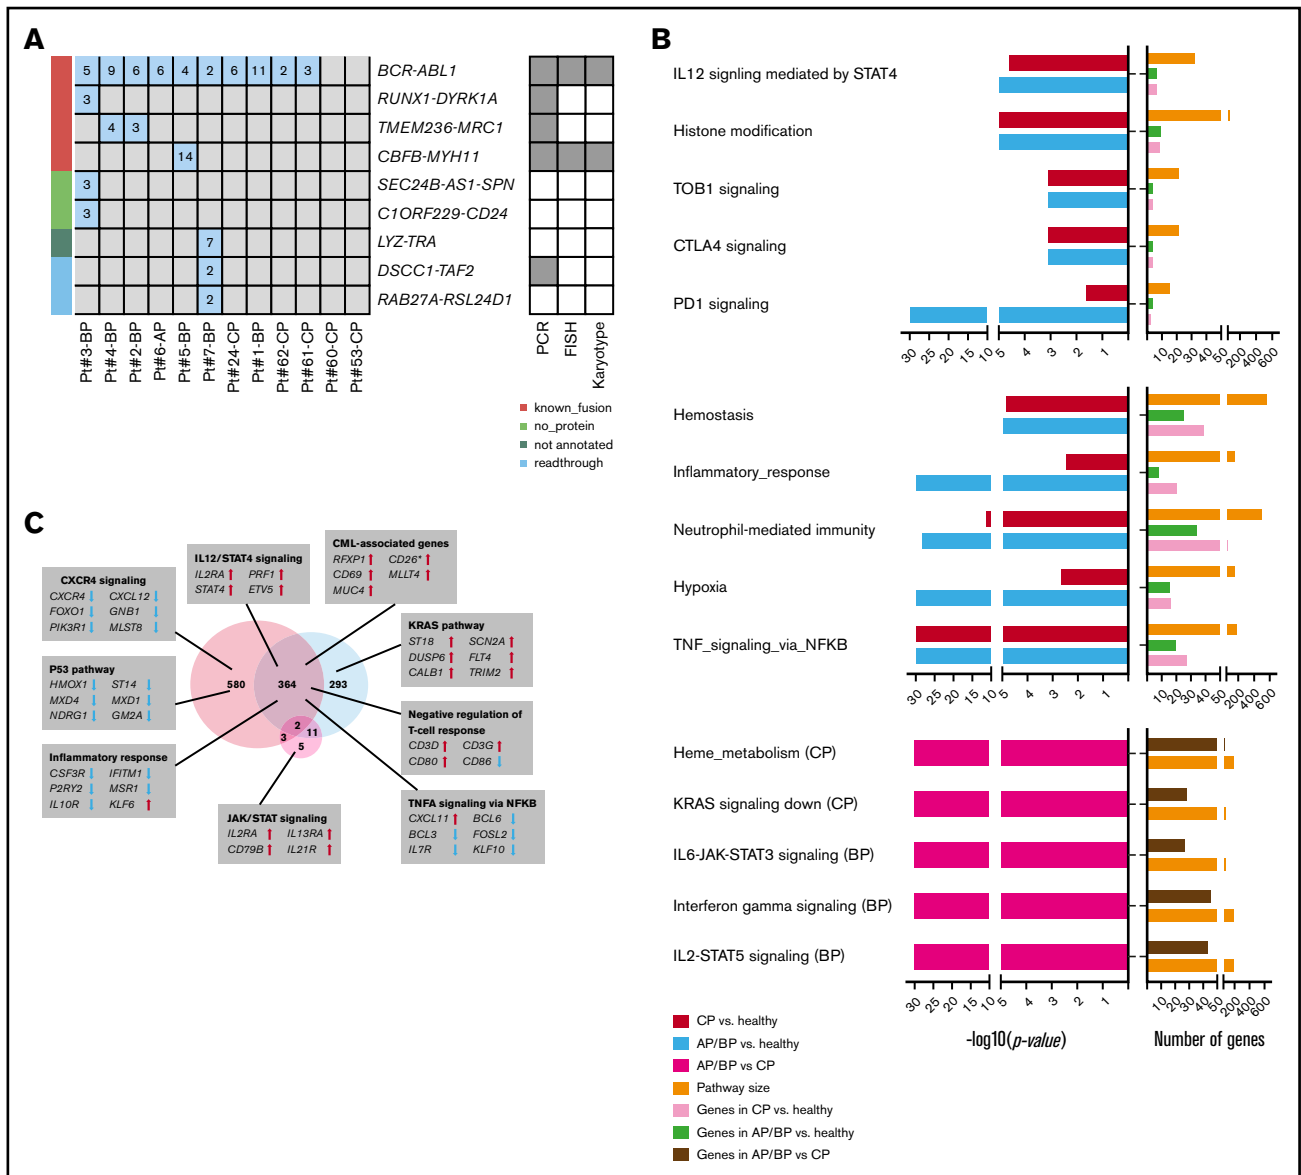 A
5 9 6 6 4 2 6 11 2 3 BCR-ABL1
3 RUNX1-DYRK1A
4 3 TMEM236-MRC1
14 CBFB-MYH11
3 SEC24B-AS1-SPN
3 C1ORF229-CD24
7 LYZ-TRA
2 DSCC1-TAF2
2 RAB27A-RSL24D1
Pt#3-BP
Pt#4-BP
Pt#2-BP
Pt#6-AP
Pt#5-BP
Pt#7-BP
Pt#24-CP
Pt#1-BP
Pt#62-CP
Pt#61-CP
Pt#60-CP
Pt#53-CP
PCR
FISH
Karyotype
known_fusion
no_protein
not annotated
readthrough
B
IL12 signling mediated by STAT4
Histone modification
TOB1 signaling
CTLA4 signaling
PD1 signaling
30 25 20 15 10 5 4 2 1
10 20 30 40 50 200 400 600
Hemostasis
Inflammatory_response
Neutrophil-mediated immunity
Hypoxia
TNF_signaling_via_NFKB
30 25 20 15 10 5 4 3 2 1
10 20 30 40 50 200 400 600
Heme_metabolism (CP)
KRAS signaling down (CP)
IL6-JAK-STAT3 signaling (BP)
Interferon gamma signaling (BP)
IL2-STAT5 signaling (BP)
30 25 20 15 10 5 4 3 2 1
10 20 30 40 50 200 400 600
-log10(p-value)
Number of genes
CP vs. healthy
AP/BP vs. healthy
AP/BP vs CP
Pathway size
Genes in CP vs. healthy
Genes in AP/BP vs. healthy
Genes in AP/BP vs CP
C
CXCR4 signaling
CXCR4 ↓ CXCL12 ↓
FOXO1 ↓ GNB1 ↓
PIK3R1 ↓ MLST8 ↓
IL12/STAT4 signaling
IL2RA ↑ PRF1 ↑
STAT4 ↑ ETV5 ↑
CML-associated genes
RFXP1 ↑ CD26* ↑
CD69 ↑ MLLT4 ↑
MUC4 ↑
KRAS pathway
ST18 ↑ SCN2A ↑
DUSP6 ↑ FLT4 ↑
CALB1 ↑ TRIM2 ↑
P53 pathway
HMOX1 ↓ ST14 ↓
MXD4 ↓ MXD1 ↓
NDRG1 ↓ GM2A ↓
580 364 293
2
3 11
5
Negative regulation of
T-cell response
CD3D ↑ CD3G ↑
CD80 ↑ CD86 ↓
Inflammatory response
CSF3R ↓ IFITM1 ↓
P2RY2 ↓ MSR1 ↓
IL10R ↓ KLF6 ↑
JAK/STAT signaling
IL2RA ↑ IL13RA ↑
CD79B ↑ IL21R ↑
TNFA signaling via NFKB
CXCL11 ↑ BCL6 ↓
BCL3 ↓ FOSL2 ↓
IL7R ↓ KLF10 ↓